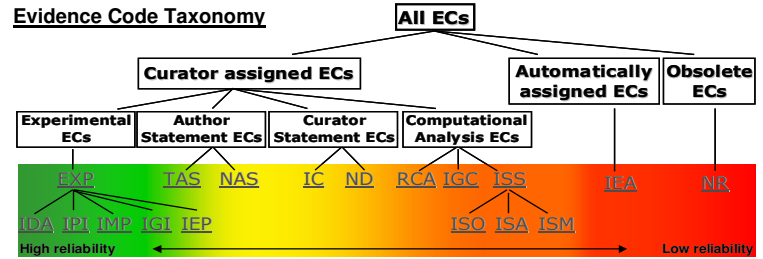 Evidence Code Taxonomy
All ECs
Curator assigned ECs
Automatically
assigned ECs
Obsolete
ECs
Experimental
ECs
Author
Statement ECs
Curator
Statement ECs
Computational
Analysis ECs
EXP TAS NAS IC ND RCA IGC ISS IEA NR
IDA IPI IMP IGI IEP ISO ISA ISM
High reliability Low reliability